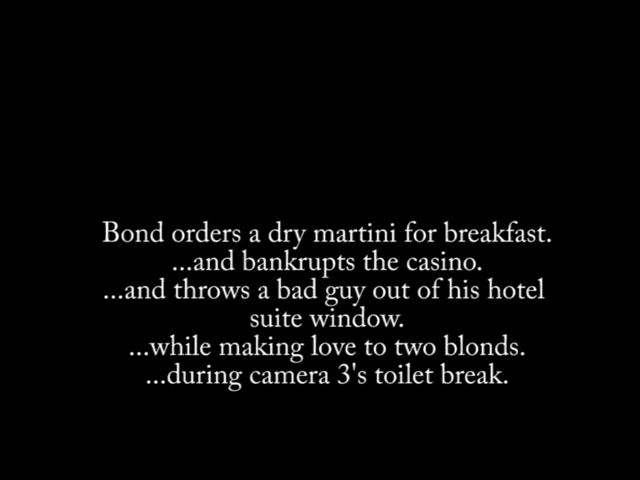 Bond orders a dry martini for breakfast.
...and bankrupts the casino.
...and throws a bad guy out of his hotel
suite window.
...while making love to two blonds.
...during camera 3's toilet break.